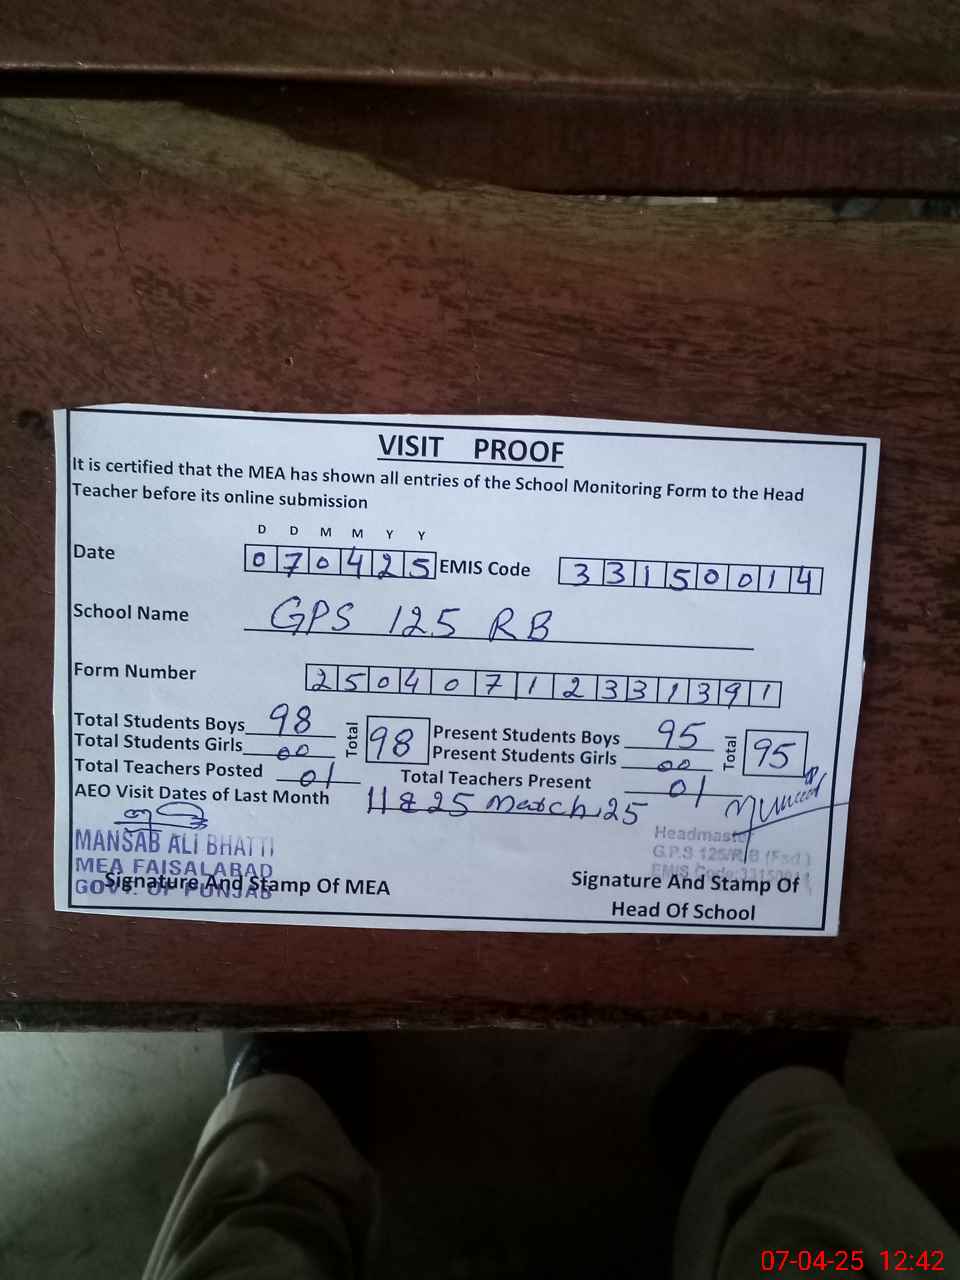 VISIT PROOF
It is certified that the MEA has shown all entries of the School Monitoring Form to the Head
Teacher before its online submission
D D M M Y Y
Date 070425 EMIS Code 33150014
School Name GPS 125 RB
Form Number 25040712331391
Total Students Boys 98 Total 98 Present Students Boys 95 Total 95
Total Students Girls 00 Present Students Girls 00
Total Teachers Posted 01 Total Teachers Present 01
AEO Visit Dates of Last Month 11 & 25 March, 25
MANSAB ALI BHATTI
MEA FAISALABAD
GOVT. OF PUNJAB
Signature And Stamp Of MEA
Headmaster
G.P.S 125/R/B (Fsd)
EMIS Code:
Signature And Stamp Of
Head Of School
07-04-25 12:42